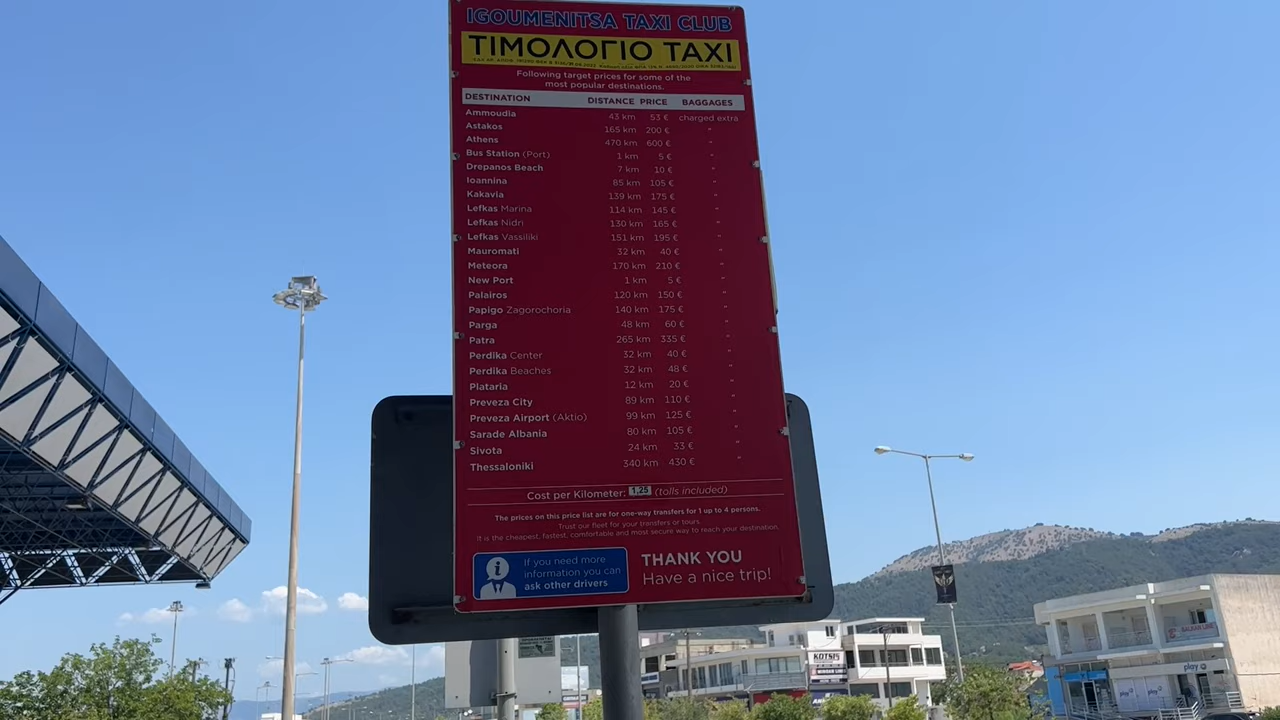 IGOUMENITSA TAXI CLUB
ΤΙΜΟΛΟΓΙΟ ΤΑΧΙ
Following target prices for some of the
most popular destinations.
DESTINATION DISTANCE PRICE BAGGAGES
Ammoudia 43 km 53 € charged extra
Astakos 165 km 200 € "
Athens 470 km 600 € "
Bus Station (Port) 1 km 5 € "
Drepanos Beach 7 km 10 € "
Ioannina 85 km 105 € "
Kakavia 139 km 175 € "
Lefkas Marina 114 km 145 € "
Lefkas Nidri 130 km 165 € "
Lefkas Vassiliki 151 km 195 € "
Mauromati 32 km 40 € "
Meteora 170 km 210 € "
New Port 1 km 5 € "
Palairos 120 km 150 € "
Papigo Zagorochoria 140 km 175 € "
Parga 48 km 60 € "
Patra 265 km 335 € "
Perdika Center 32 km 40 € "
Perdika Beaches 32 km 48 € "
Plataria 12 km 20 € "
Preveza City 89 km 110 € "
Preveza Airport (Aktio) 99 km 125 € "
Sarade Albania 80 km 105 € "
Sivota 24 km 33 € "
Thessaloniki 340 km 430 € "
Cost per Kilometer: 1,25 (tolls included)
The prices on this price list are for one-way transfers for 1 up to 4 persons.
Trust our fleet for your transfers or tours.
It is the cheapest, fastest, comfortable and most secure way to reach your destination.
If you need more
information you can
ask other drivers
THANK YOU
Have a nice trip!
KOTSIS
play